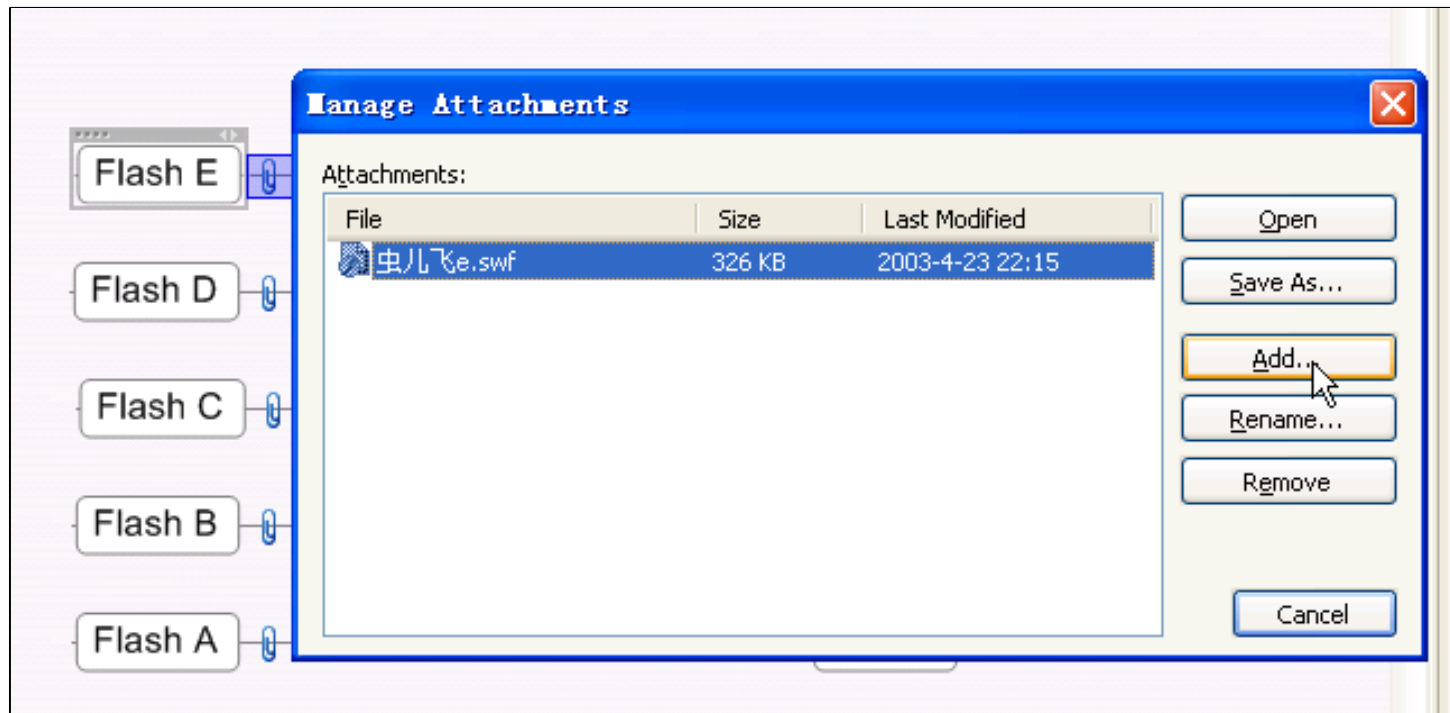 Manage Attachments
Flash E
Attachments:
File Size Last Modified
虫儿飞e.swf 326 KB 2003-4-23 22:15
Open
Flash D
Save As...
Add...
Flash C
Rename...
Remove
Flash B
Cancel
Flash A